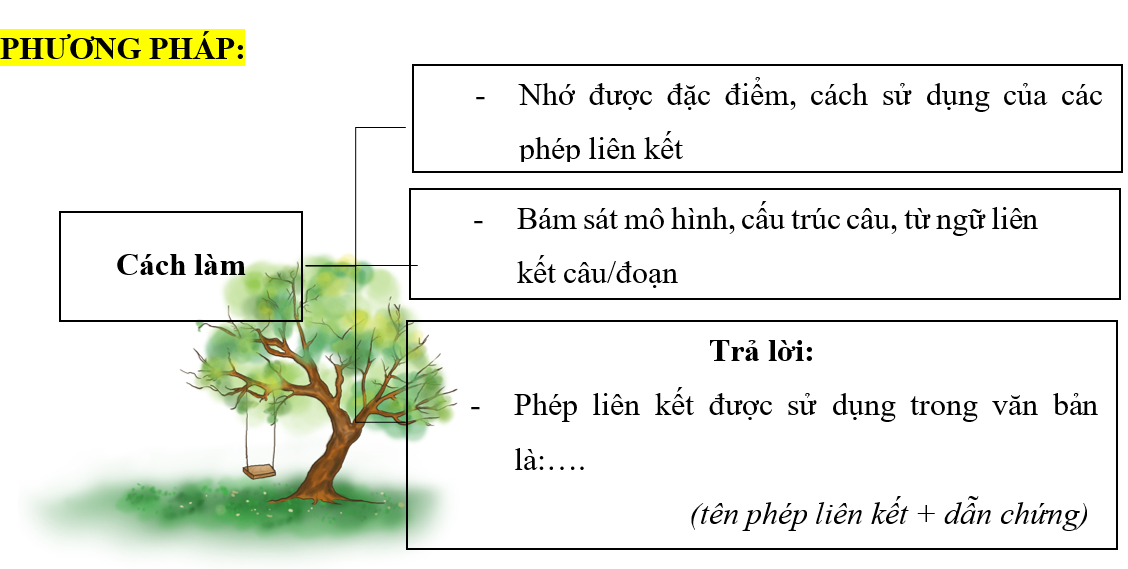 PHƯƠNG PHÁP:
- Nhớ được đặc điểm, cách sử dụng của các
phép liên kết
Cách làm
- Bám sát mô hình, cấu trúc câu, từ ngữ liên
kết câu/đoạn
Trả lời:
- Phép liên kết được sử dụng trong văn bản
là:….
(tên phép liên kết + dẫn chứng)